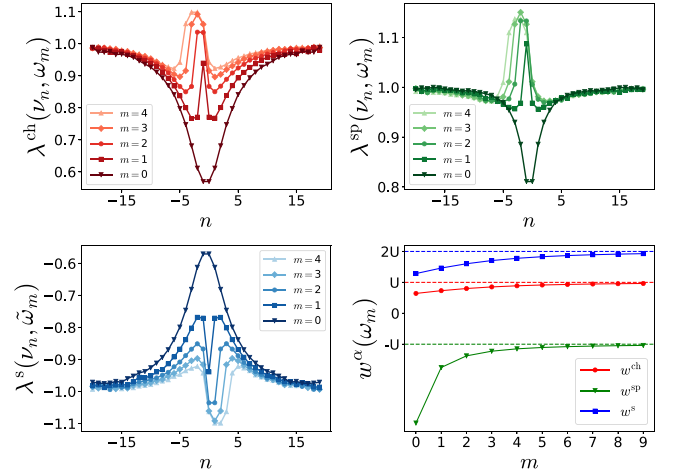 1.1
1.0
0.9
0.8
0.7
0.6
λ^ch(ν_n, ω_m)
m = 4
m = 3
m = 2
m = 1
m = 0
−15 −5 5 15
n
1.1
1.0
0.9
0.8
λ^sp(ν_n, ω_m)
m = 4
m = 3
m = 2
m = 1
m = 0
−15 −5 5 15
n
−0.6
−0.7
−0.8
−0.9
−1.0
−1.1
λ^s(ν_n, ω̃_m)
m = 4
m = 3
m = 2
m = 1
m = 0
−15 −5 5 15
n
2U
U
0
-U
w^α(ω_m)
w^ch
w^sp
w^s
0 1 2 3 4 5 6 7 8 9
m